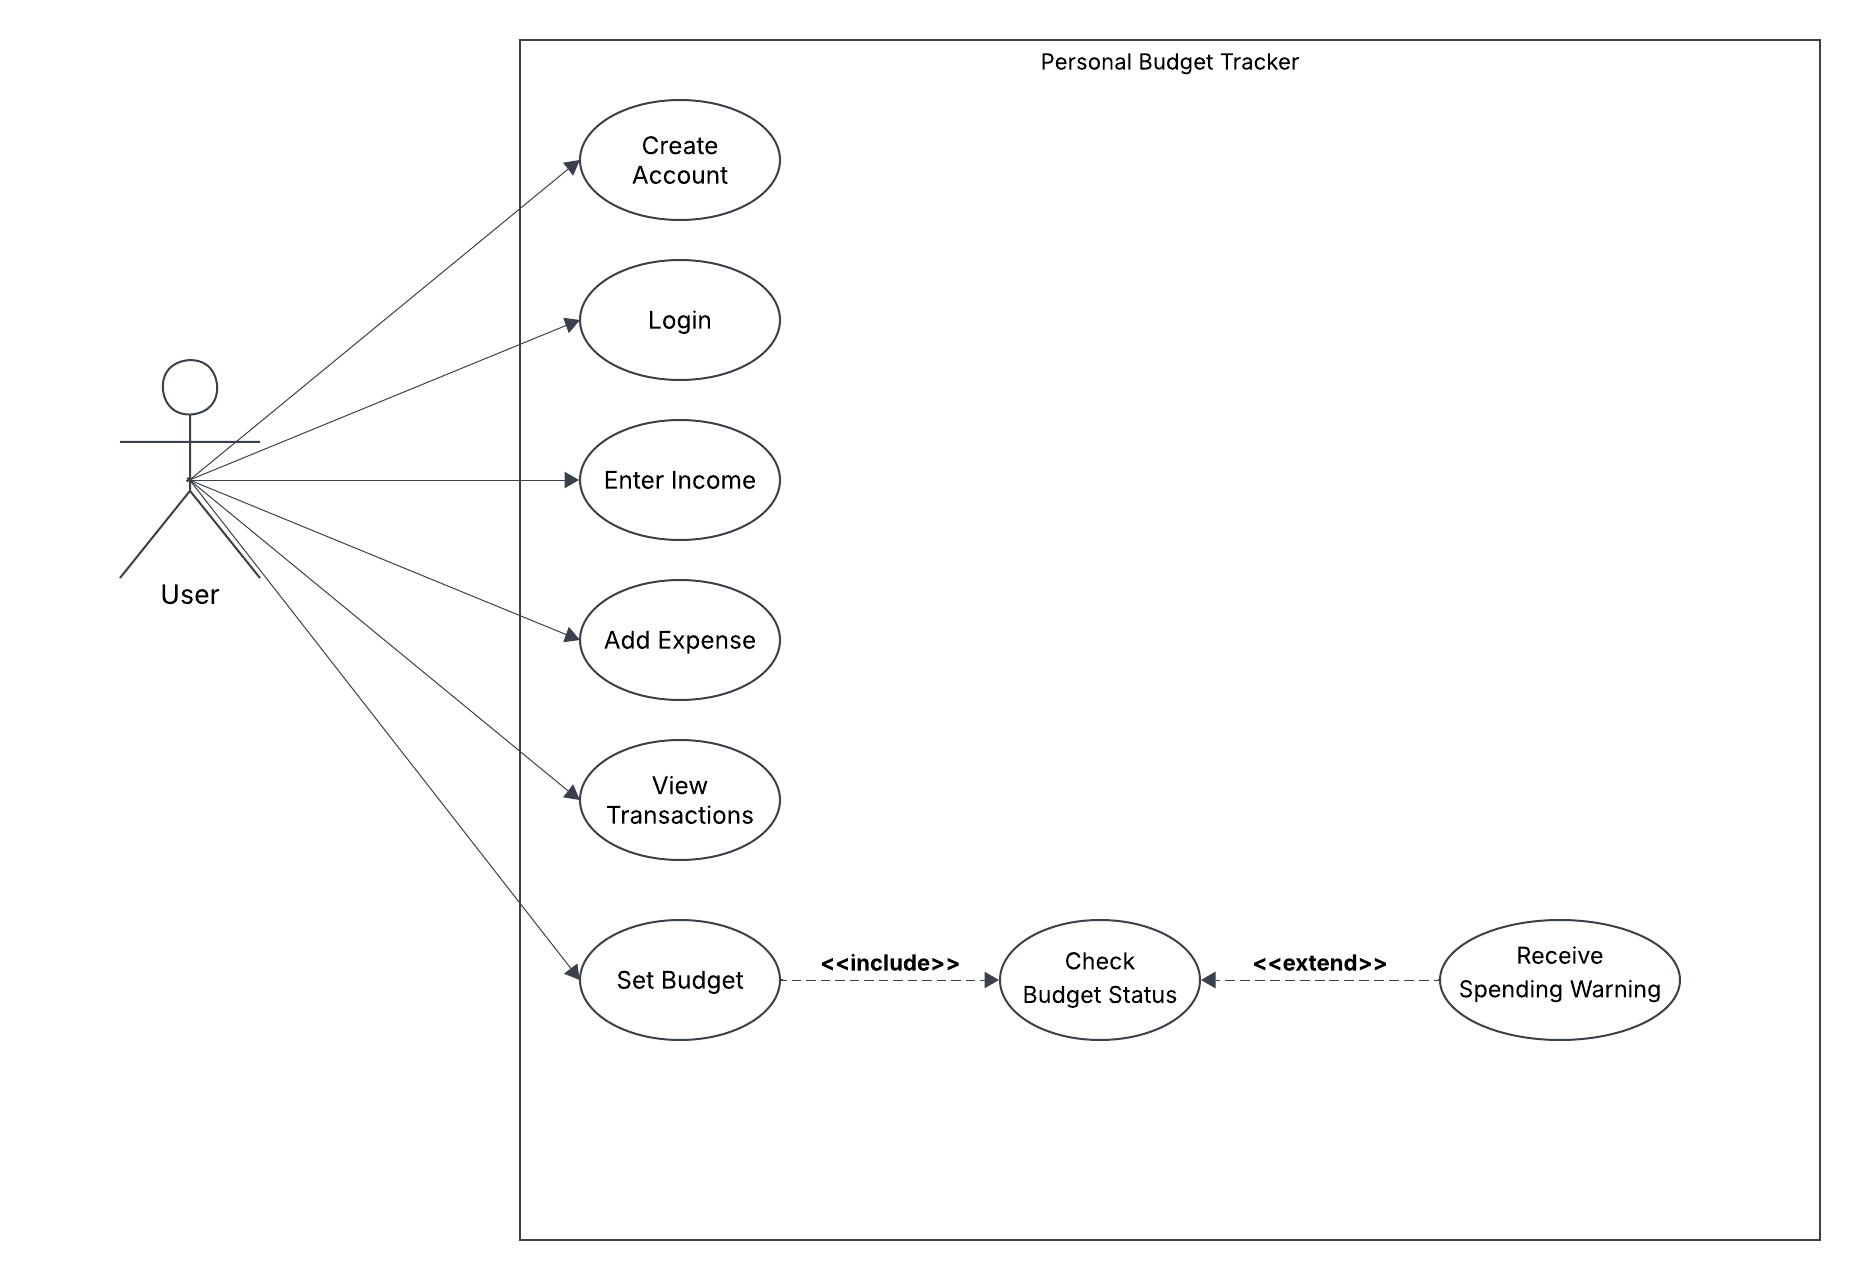 Personal Budget Tracker
Create
Account
Login
Enter Income
User
Add Expense
View
Transactions
Set Budget
<<include>>
Check
Budget Status
<<extend>>
Receive
Spending Warning